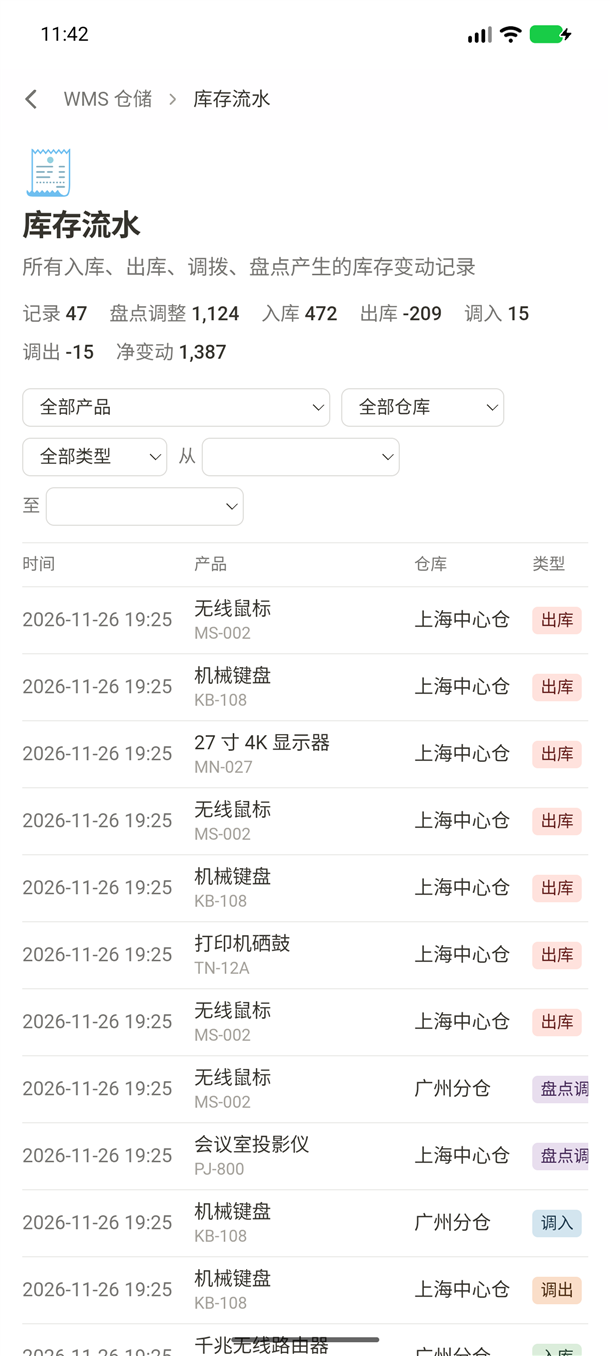 11:42
WMS 仓储 > 库存流水
库存流水
所有入库、出库、调拨、盘点产生的库存变动记录
记录 47 盘点调整 1,124 入库 472 出库 -209 调入 15
调出 -15 净变动 1,387
全部产品 全部仓库
全部类型 从
至
时间 产品 仓库 类型
2026-11-26 19:25 无线鼠标 MS-002 上海中心仓 出库
2026-11-26 19:25 机械键盘 KB-108 上海中心仓 出库
2026-11-26 19:25 27 寸 4K 显示器 MN-027 上海中心仓 出库
2026-11-26 19:25 无线鼠标 MS-002 上海中心仓 出库
2026-11-26 19:25 机械键盘 KB-108 上海中心仓 出库
2026-11-26 19:25 打印机硒鼓 TN-12A 上海中心仓 出库
2026-11-26 19:25 无线鼠标 MS-002 上海中心仓 出库
2026-11-26 19:25 无线鼠标 MS-002 广州分仓 盘点调
2026-11-26 19:25 会议室投影仪 PJ-800 上海中心仓 盘点调
2026-11-26 19:25 机械键盘 KB-108 广州分仓 调入
2026-11-26 19:25 机械键盘 KB-108 上海中心仓 调出
2026-11-26 19:25 千兆无线路由器 广州分仓 入库